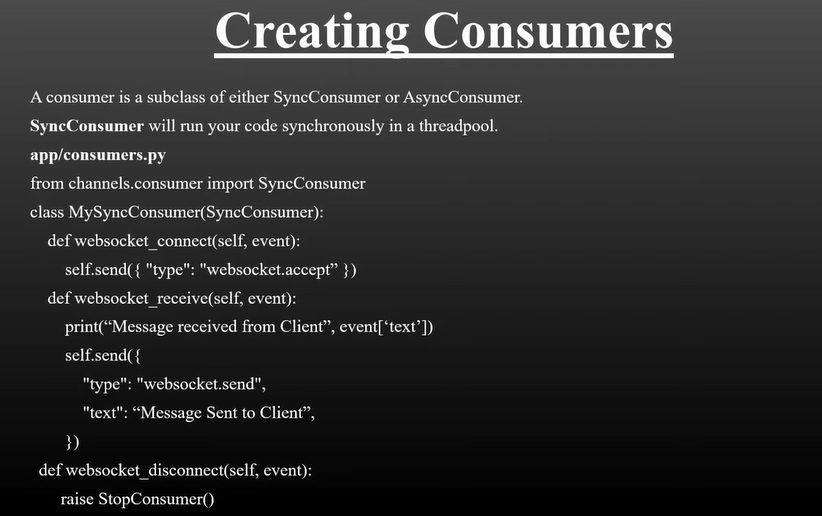 Creating Consumers
A consumer is a subclass of either SyncConsumer or AsyncConsumer.
SyncConsumer will run your code synchronously in a threadpool.
app/consumers.py
from channels.consumer import SyncConsumer
class MySyncConsumer(SyncConsumer):
def websocket_connect(self, event):
self.send({ "type": "websocket.accept” })
def websocket_receive(self, event):
print(“Message received from Client”, event[‘text’])
self.send({
"type": "websocket.send",
"text": “Message Sent to Client”,
})
def websocket_disconnect(self, event):
raise StopConsumer()